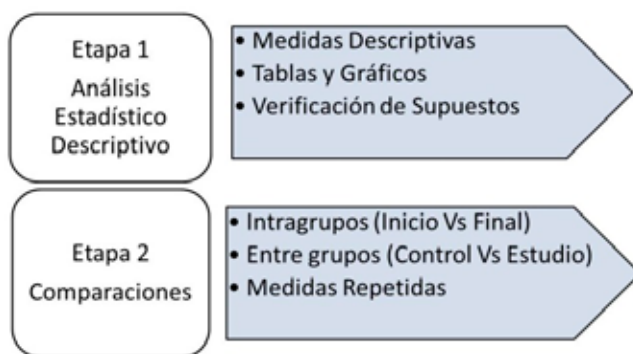 Etapa 1
Análisis
Estadístico
Descriptivo
• Medidas Descriptivas
• Tablas y Gráficos
• Verificación de Supuestos
Etapa 2
Comparaciones
• Intragrupos (Inicio Vs Final)
• Entre grupos (Control Vs Estudio)
• Medidas Repetidas